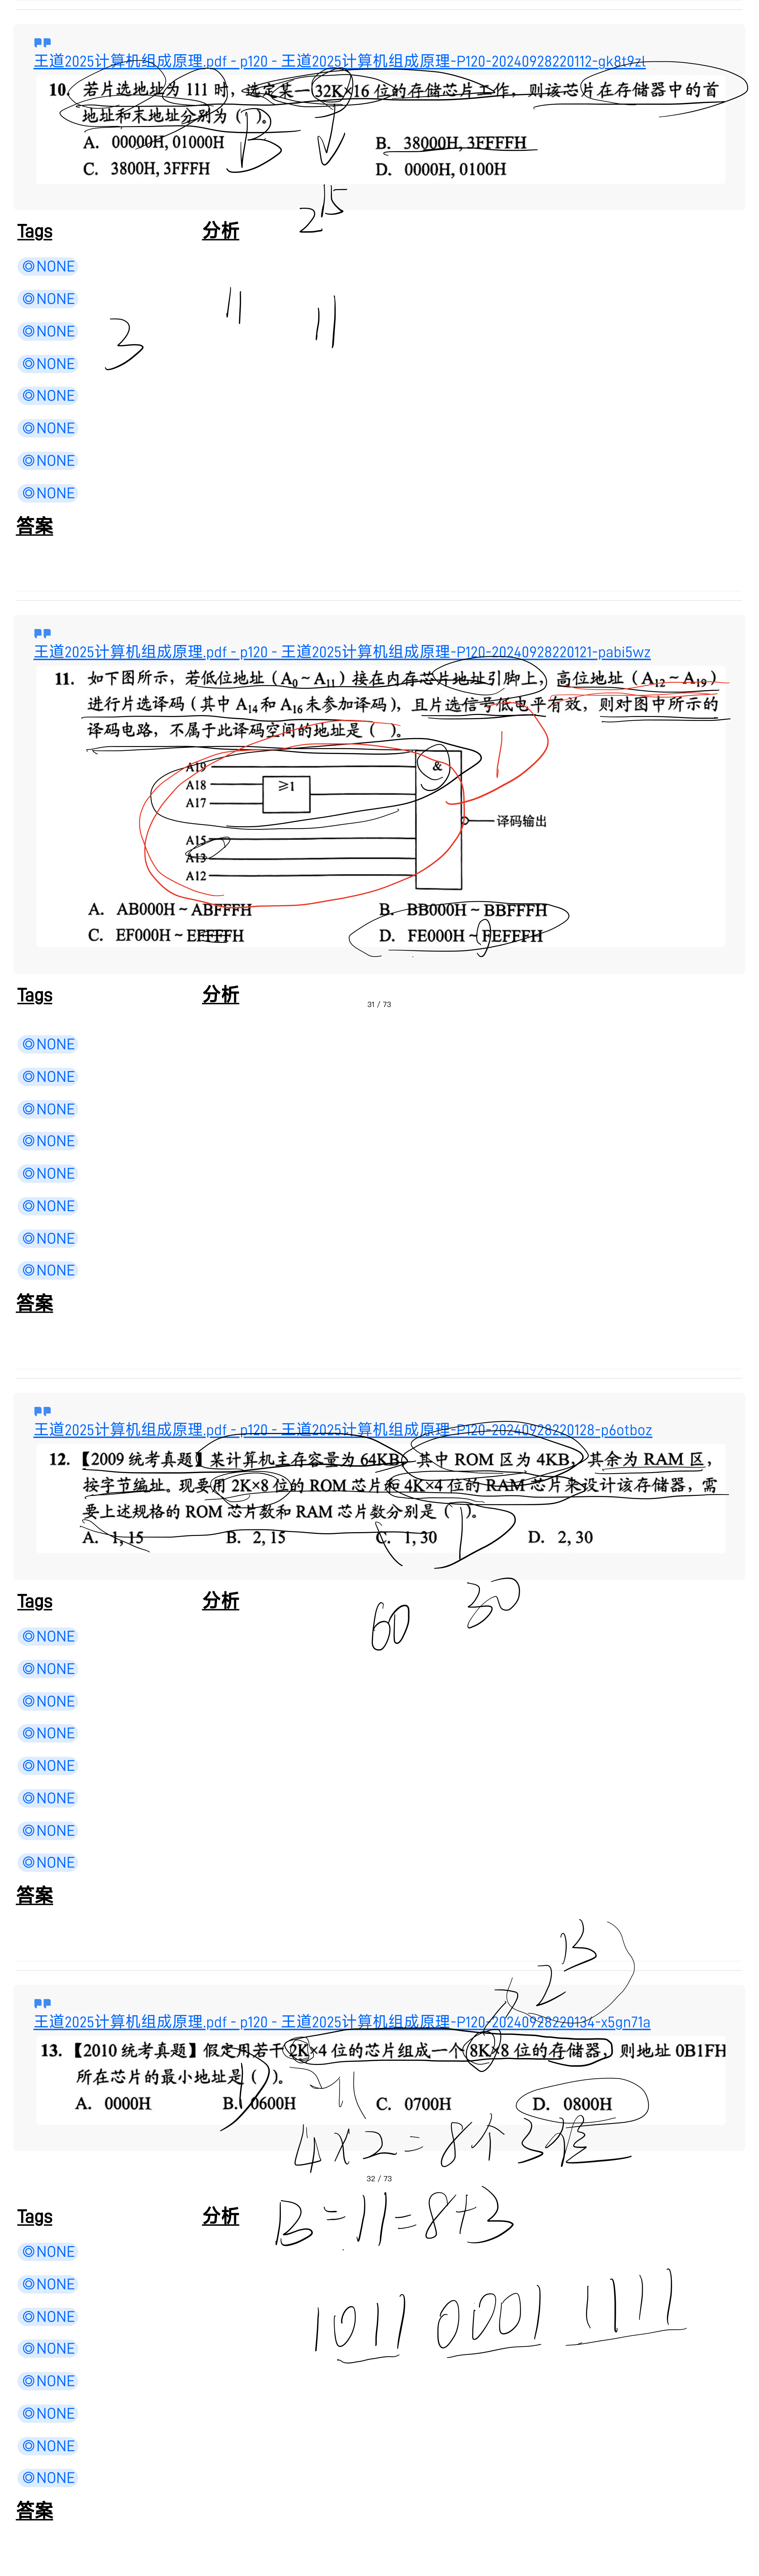 王道2025计算机组成原理.pdf - p120 - 王道2025计算机组成原理-P120-20240928220112-gk8t9zl
10. 若片选地址为 111 时，选定某一 32K×16 位的存储芯片工作，则该芯片在存储器中的首
地址和末地址分别为（ ）。
B
A. 00000H, 01000H B. 38000H, 3FFFFH
C. 3800H, 3FFFH D. 0000H, 0100H
2^15
Tags 分析
◎NONE
◎NONE
11 11
◎NONE
3
◎NONE
◎NONE
◎NONE
◎NONE
◎NONE
答案
王道2025计算机组成原理.pdf - p120 - 王道2025计算机组成原理-P120-20240928220121-pabi5wz
11. 如下图所示，若低位地址（A0 ~ A11）接在内存芯片地址引脚上，高位地址（A12 ~ A19）
进行片选译码（其中 A14 和 A16 未参加译码），且片选信号低电平有效，则对图中所示的
译码电路，不属于此译码空间的地址是（ ）。
1
A19 &
A18 ≥1
A17
译码输出
A15
A13
A12
A. AB000H ~ ABFFFH B. BB000H ~ BBFFFH
C. EF000H ~ EFFFFH D. FE000H ~ FEFFFH
Tags 分析
31 / 73
◎NONE
◎NONE
◎NONE
◎NONE
◎NONE
◎NONE
◎NONE
◎NONE
答案
王道2025计算机组成原理.pdf - p120 - 王道2025计算机组成原理-P120-20240928220128-p6otboz
12. 【2009 统考真题】某计算机主存容量为 64KB，其中 ROM 区为 4KB，其余为 RAM 区，
按字节编址。现要用 2K×8 位的 ROM 芯片和 4K×4 位的 RAM 芯片来设计该存储器，需
要上述规格的 ROM 芯片数和 RAM 芯片数分别是（ ）。
D
A. 1, 15 B. 2, 15 C. 1, 30 D. 2, 30
Tags 分析
60 30
◎NONE
◎NONE
◎NONE
◎NONE
◎NONE
◎NONE
◎NONE
◎NONE
答案
2^13
王道2025计算机组成原理.pdf - p120 - 王道2025计算机组成原理-P120-20240928220134-x5gn71a
13. 【2010 统考真题】假定用若干 2K×4 位的芯片组成一个 8K×8 位的存储器，则地址 0B1FH
所在芯片的最小地址是（ ）。
D 11
A. 0000H B. 0600H C. 0700H D. 0800H
4×2=8个
32 / 73
Tags 分析
B=11=8+3
◎NONE
◎NONE
1011 0001 1111
◎NONE
◎NONE
◎NONE
◎NONE
◎NONE
◎NONE
答案